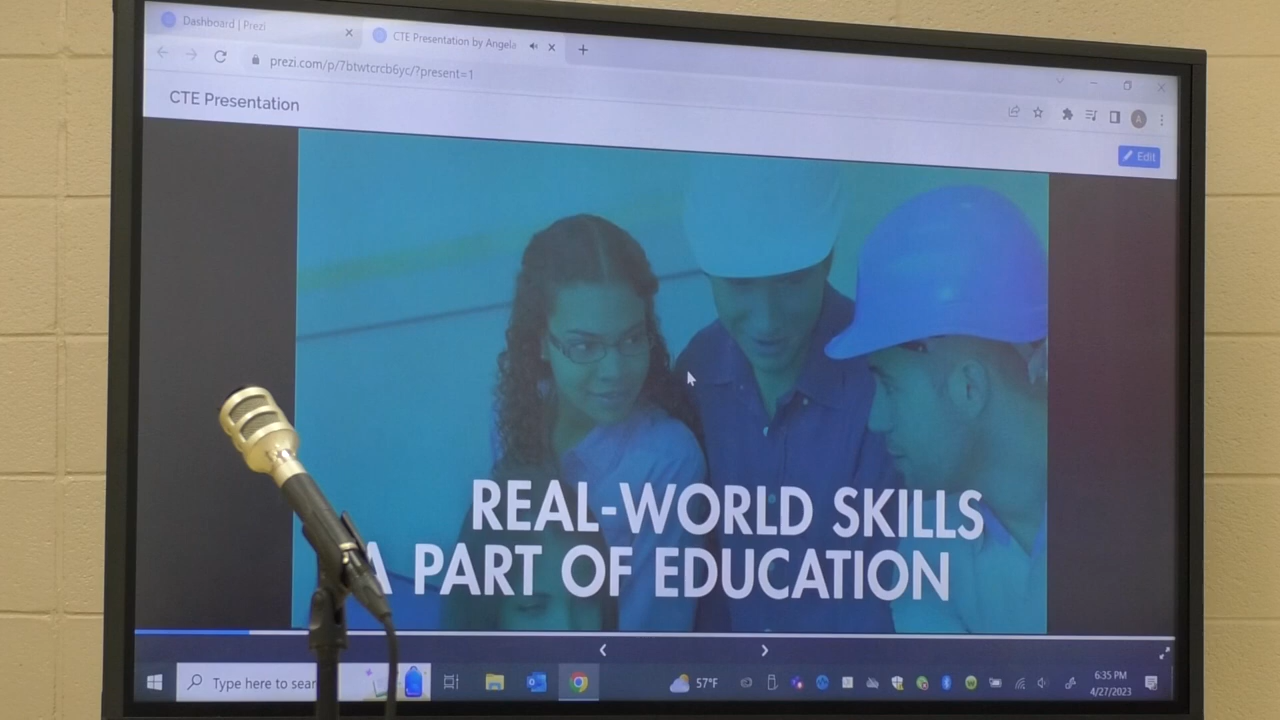 Dashboard | Prezi
CTE Presentation by Angela
prezi.com/p/7btwtcrcb6yc/?present=1
CTE Presentation
A
Edit
REAL-WORLD SKILLS
A PART OF EDUCATION
Type here to sear
57°F
6:35 PM
4/27/2023